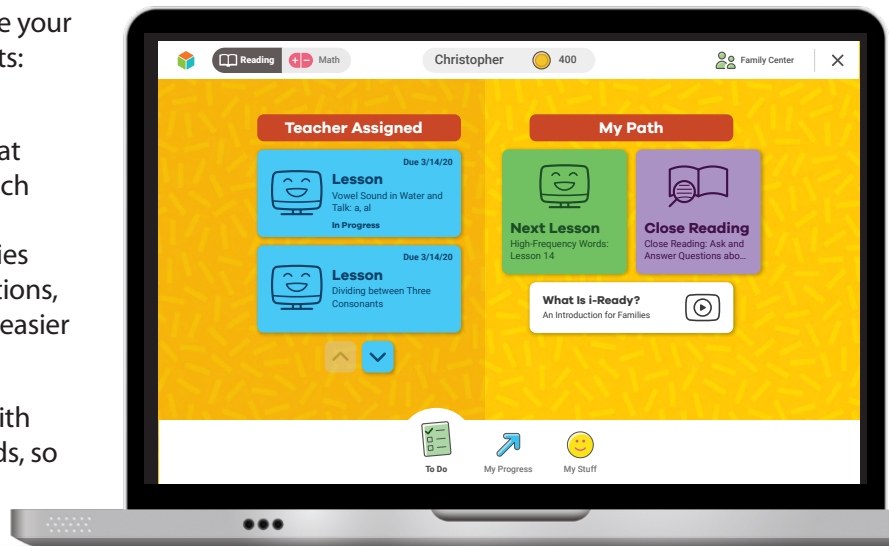 e your
ts:
at
ch
ies
tions,
easier
ith
ds, so
Reading
Math
Christopher
400
Family Center
Teacher Assigned
Due 3/14/20
Lesson
Vowel Sound in Water and
Talk: a, al
In Progress
Due 3/14/20
Lesson
Dividing between Three
Consonants
My Path
Next Lesson
High-Frequency Words:
Lesson 14
Close Reading
Close Reading: Ask and
Answer Questions abo...
What Is i-Ready?
An Introduction for Families
To Do
My Progress
My Stuff